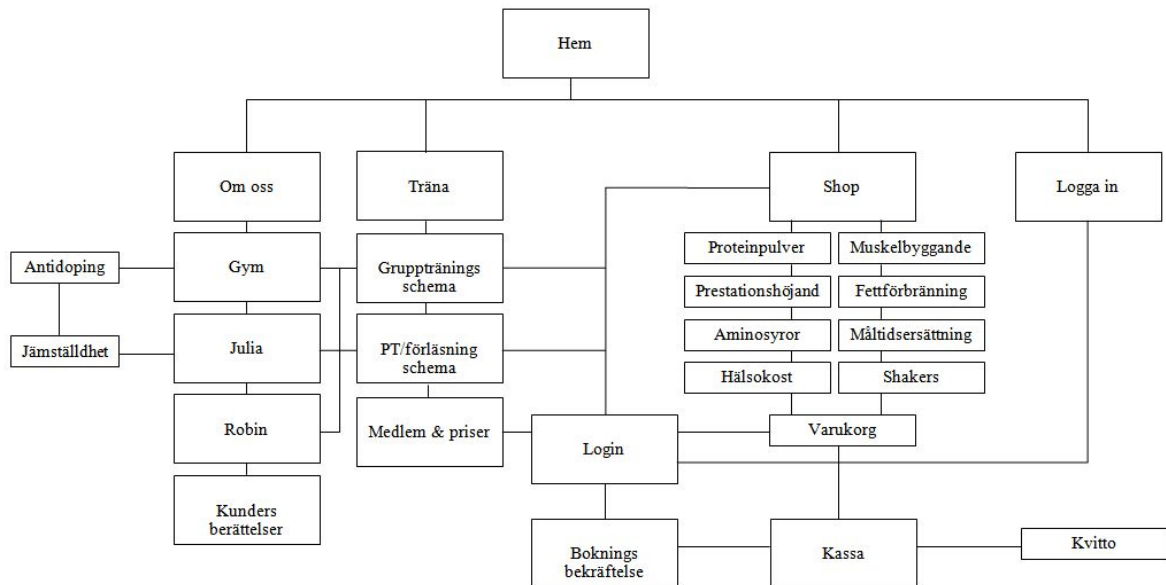 Hem
Om oss
Träna
Shop
Logga in
Antidoping
Gym
Grupptränings
schema
Proteinpulver
Muskelbyggande
Prestationshöjand
Fettförbränning
Jämställdhet
Julia
PT/förläsning
schema
Aminosyror
Måltidsersättning
Hälsokost
Shakers
Robin
Medlem & priser
Login
Varukorg
Kunders
berättelser
Boknings
bekräftelse
Kassa
Kvitto